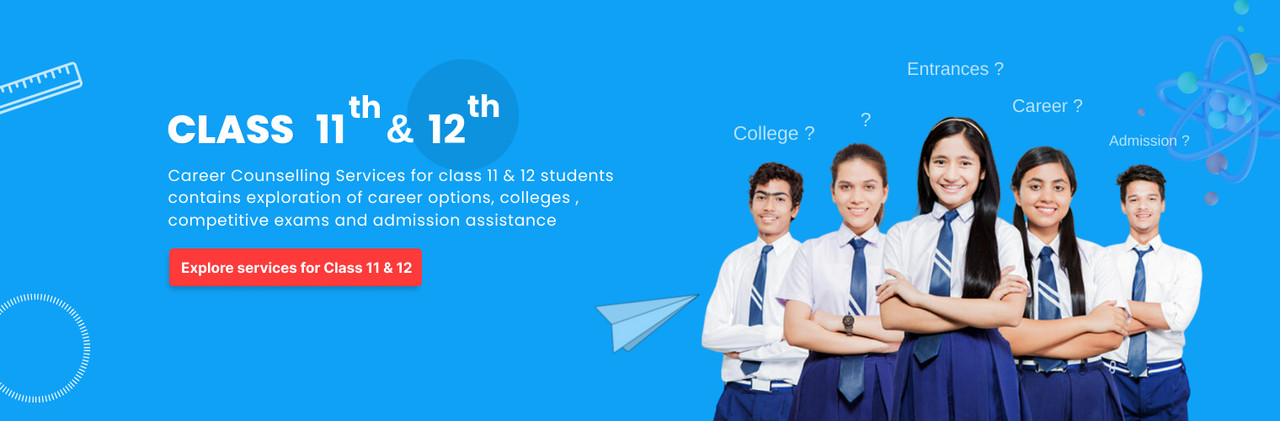 CLASS 11th & 12th
Career Counselling Services for class 11 & 12 students
contains exploration of career options, colleges ,
competitive exams and admission assistance
Explore services for Class 11 & 12
Entrances ?
Career ?
?
College ?
Admission ?